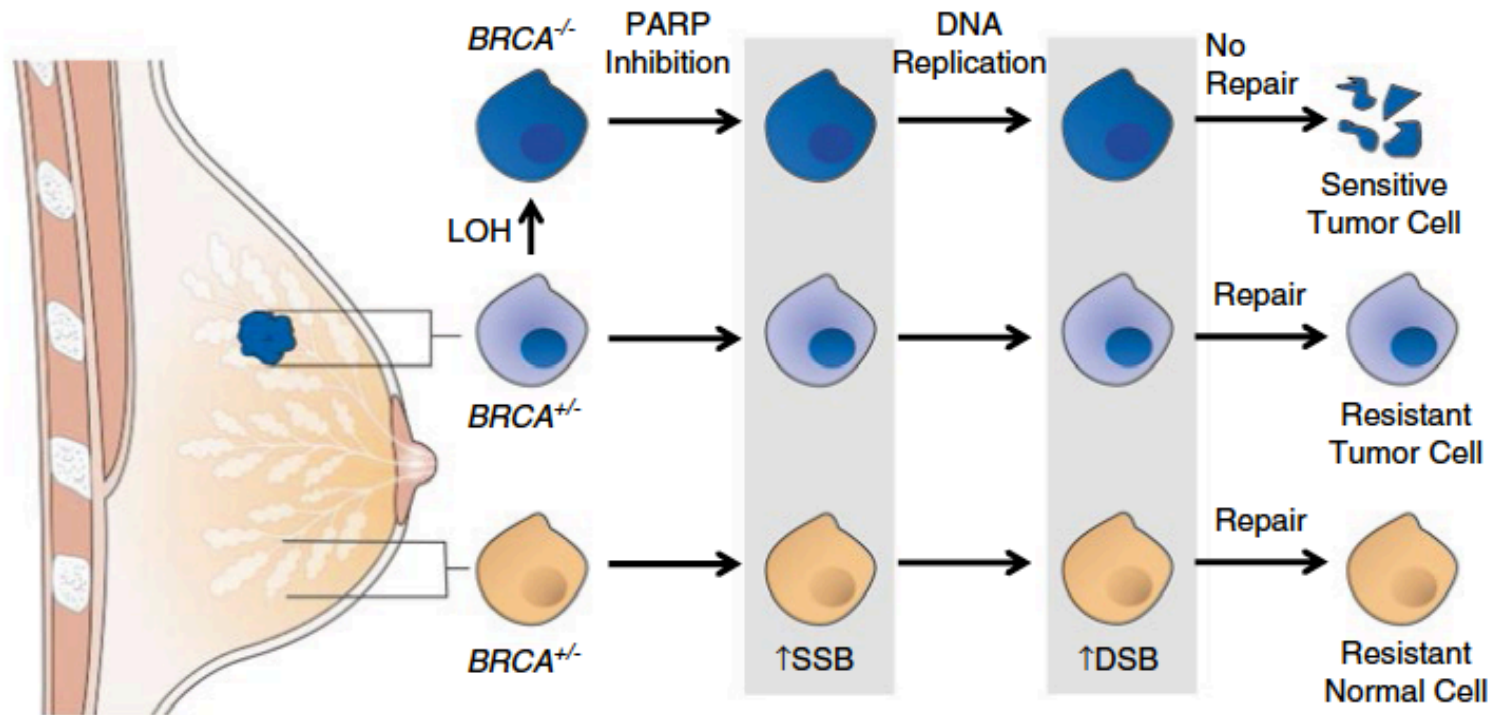 BRCA-/-
PARP
Inhibition
DNA
Replication
No
Repair
Sensitive
Tumor Cell
LOH
BRCA+/-
Repair
Resistant
Tumor Cell
BRCA+/-
↑SSB
↑DSB
Repair
Resistant
Normal Cell